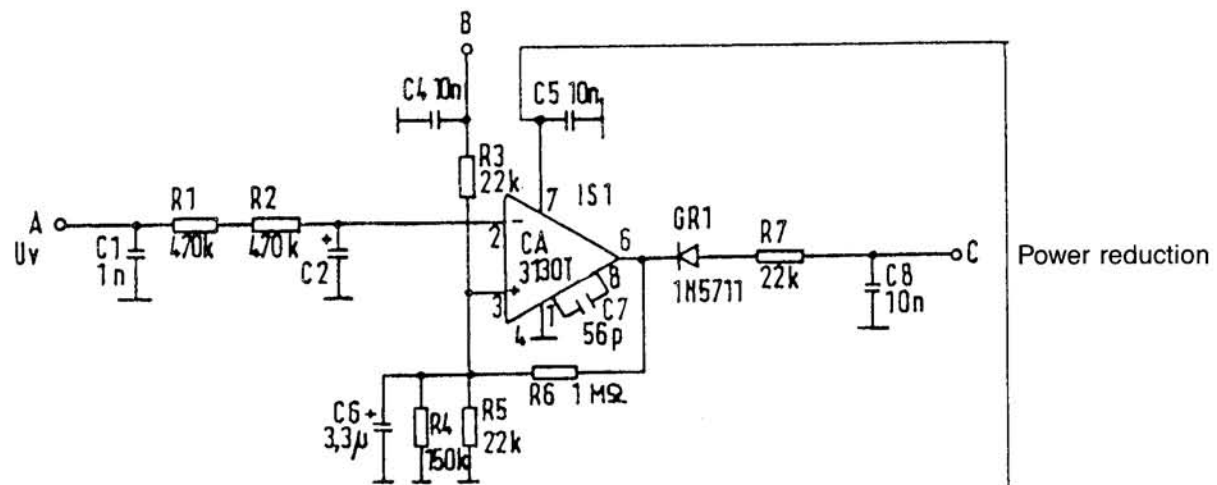 B
C4 10n
C5 10n
R3
22k
IS1
7
A
Uv
R1
470k
R2
470k
C1
1n
C2
2
-
CA
3130T
+
3
6
8
1
4
C7
56p
GR1
1N5711
R7
22k
C
C8
10n
Power reduction
R6 1 MΩ
C6
3,3µ
R4
150k
R5
22k